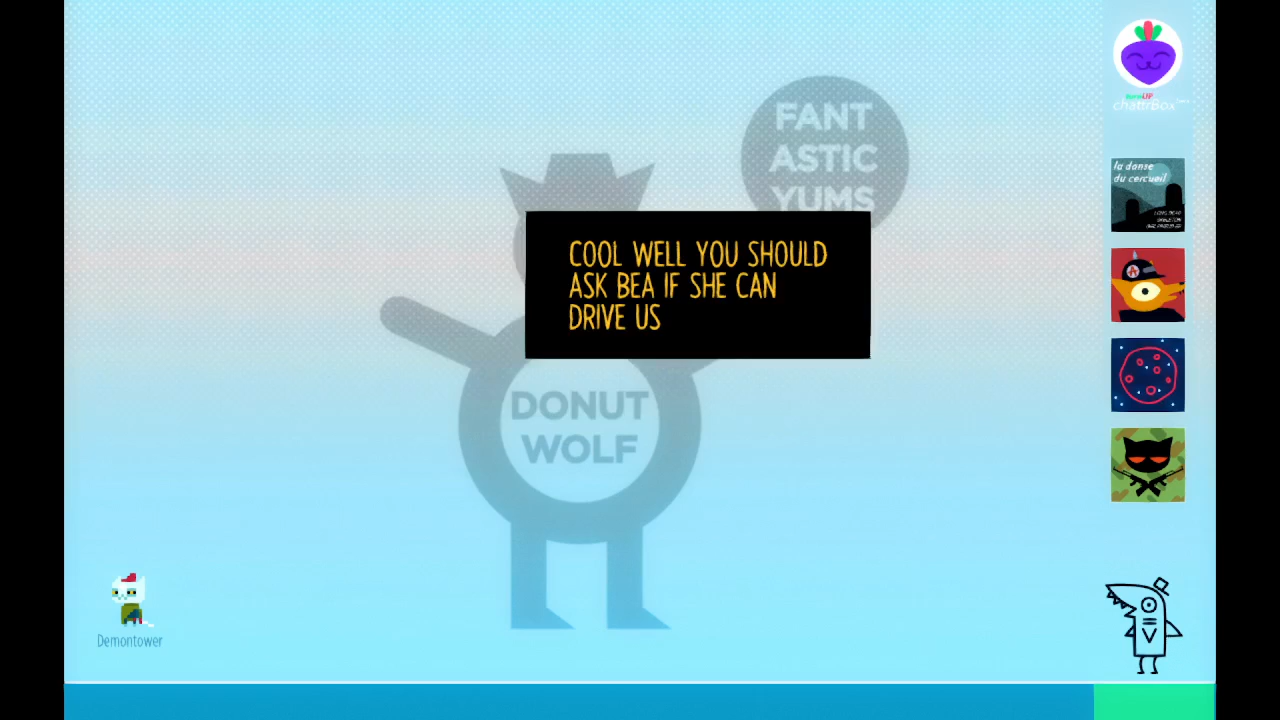 FANT
ASTIC
YUMS
COOL WELL YOU SHOULD
ASK BEA IF SHE CAN
DRIVE US
DONUT
WOLF
chattrBox
la danse
du cercueil
Demontower